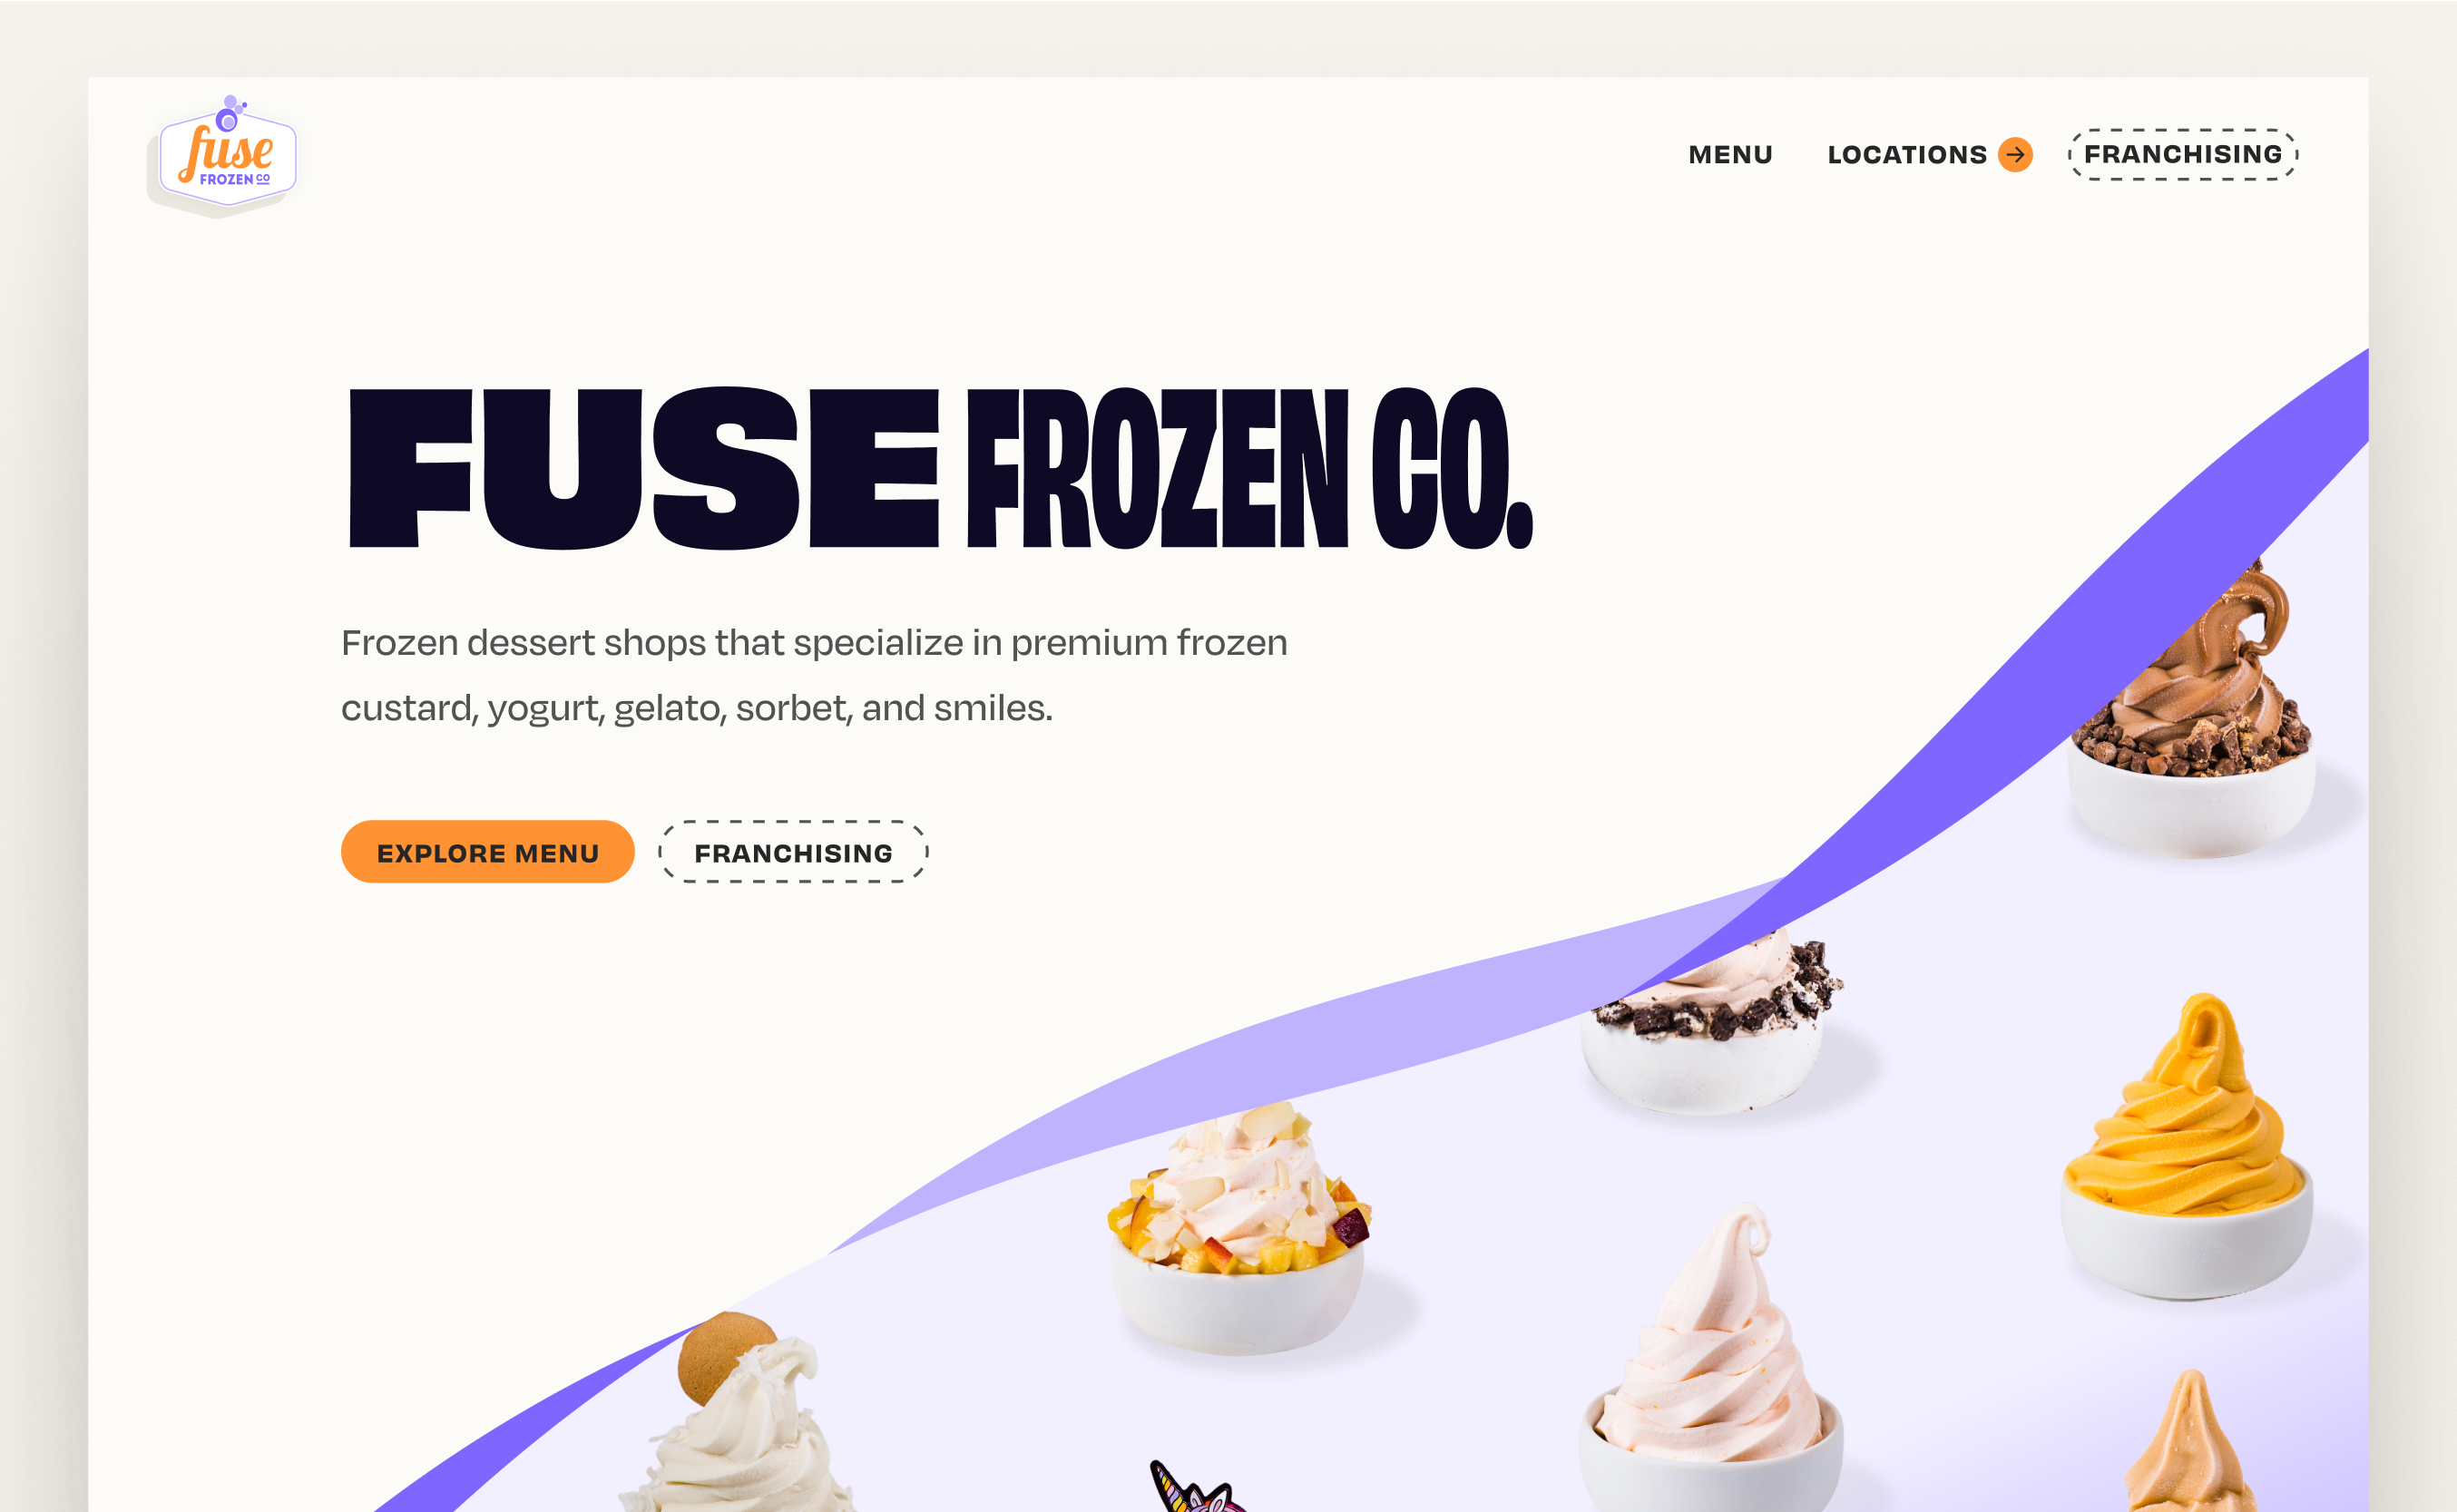 fuse
FROZEN CO
MENU
LOCATIONS
FRANCHISING
FUSE FROZEN CO.
Frozen dessert shops that specialize in premium frozen
custard, yogurt, gelato, sorbet, and smiles.
EXPLORE MENU
FRANCHISING